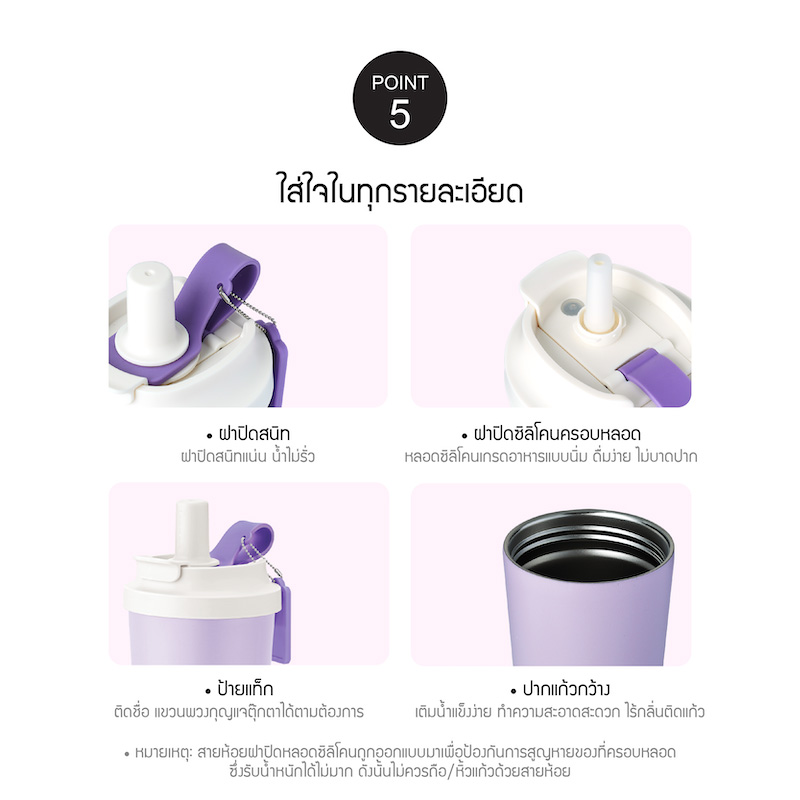 POINT
5
ใส่ใจในทุกรายละเอียด
• ฝาปิดสนิท
ฝาปิดสนิทแน่น น้ำไม่รั่ว
• ฝาปิดซิลิโคนครอบหลอด
หลอดซิลิโคนเกรดอาหารแบบนิ่ม ดื่มง่าย ไม่บาดปาก
• ป้ายแท็ก
ติดชื่อ แขวนพวงกุญแจตุ๊กตาได้ตามต้องการ
• ปากแก้วกว้าง
เติมน้ำแข็งง่าย ทำความสะอาดสะดวก ไร้กลิ่นติดแก้ว
• หมายเหตุ: สายห้อยฝาปิดหลอดซิลิโคนถูกออกแบบมาเพื่อป้องกันการสูญหายของที่ครอบหลอด
ซึ่งรับน้ำหนักได้ไม่มาก ดังนั้นไม่ควรถือ/หิ้วแก้วด้วยสายห้อย